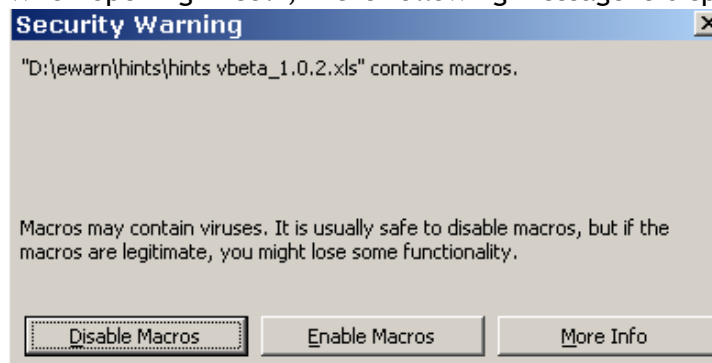 Security Warning
"D:\ewarn\hints\hints vbeta_1.0.2.xls" contains macros.
Macros may contain viruses. It is usually safe to disable macros, but if the
macros are legitimate, you might lose some functionality.
Disable Macros Enable Macros More Info